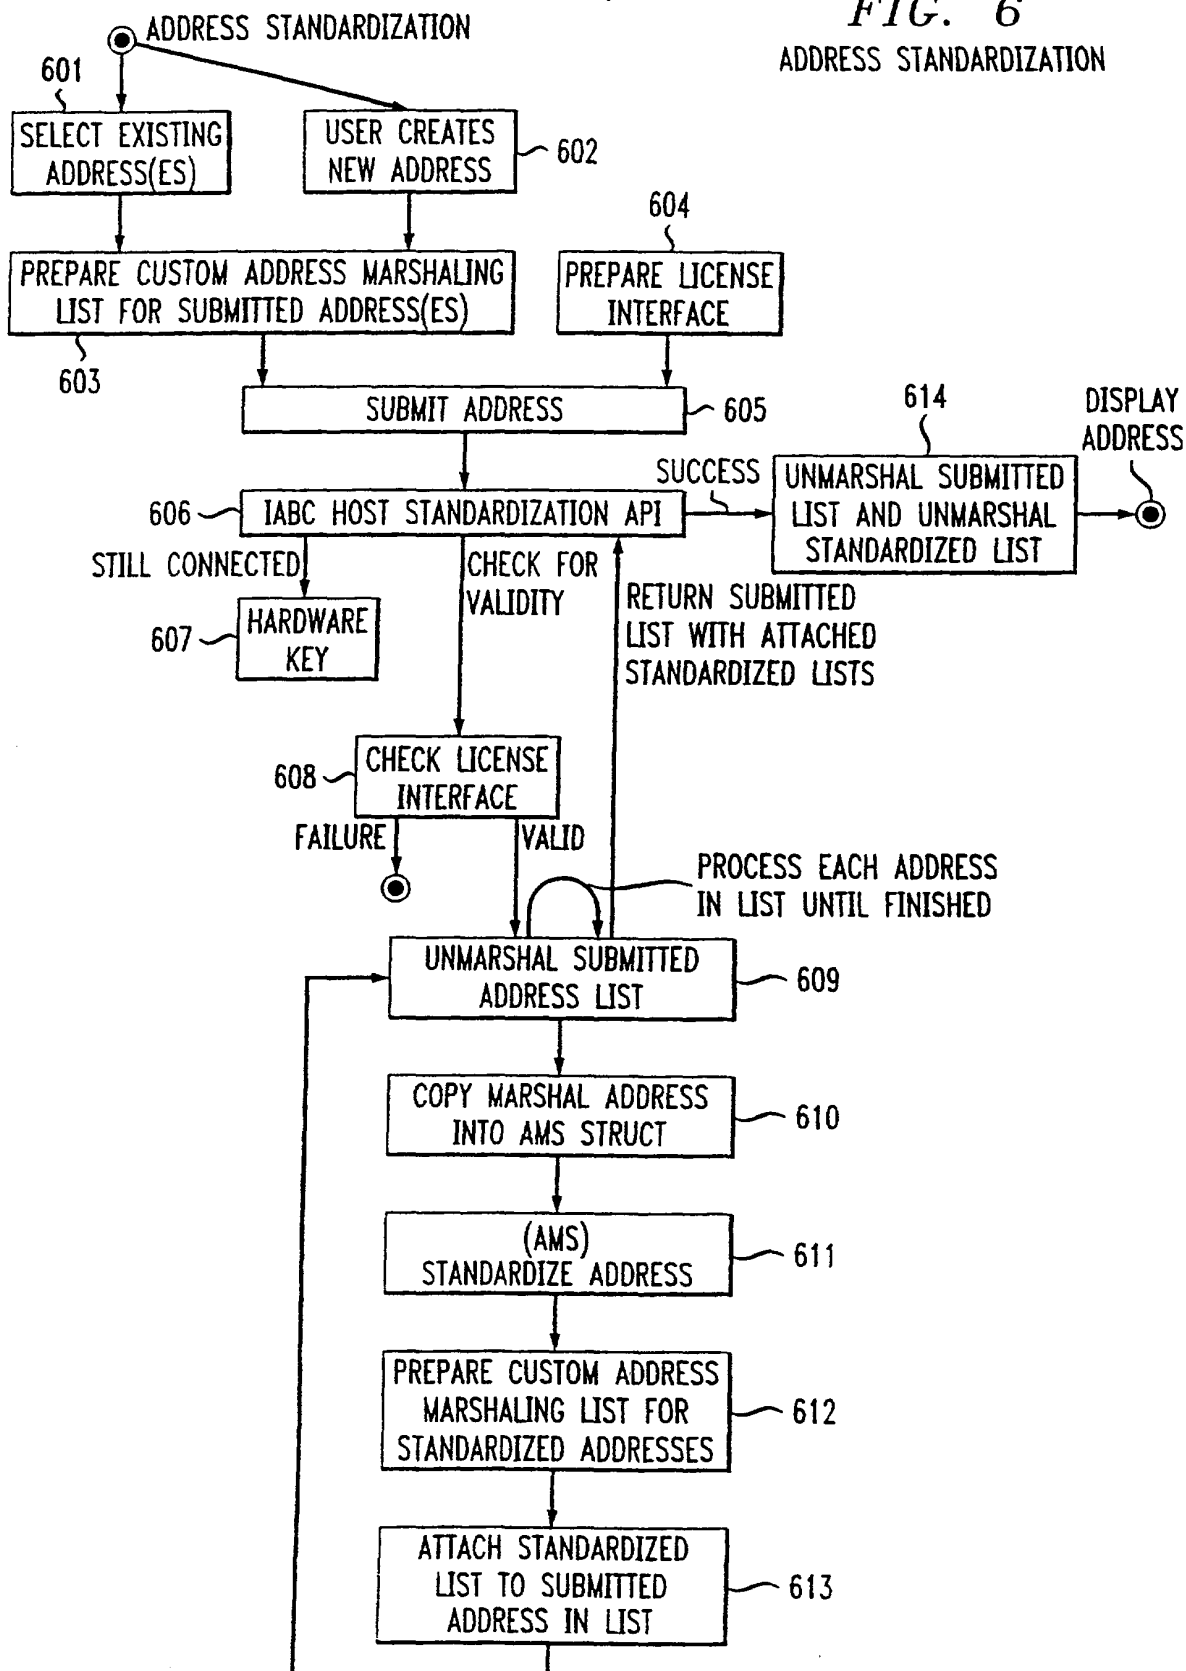 FIG. 6
ADDRESS STANDARDIZATION
ADDRESS STANDARDIZATION
601
SELECT EXISTING
ADDRESS(ES)
USER CREATES
NEW ADDRESS
602
604
PREPARE CUSTOM ADDRESS MARSHALING
LIST FOR SUBMITTED ADDRESS(ES)
603
PREPARE LICENSE
INTERFACE
SUBMIT ADDRESS
605
606
IABC HOST STANDARDIZATION API
SUCCESS
614
UNMARSHAL SUBMITTED
LIST AND UNMARSHAL
STANDARDIZED LIST
DISPLAY
ADDRESS
STILL CONNECTED
607
HARDWARE
KEY
CHECK FOR
VALIDITY
RETURN SUBMITTED
LIST WITH ATTACHED
STANDARDIZED LISTS
608
CHECK LICENSE
INTERFACE
FAILURE
VALID
PROCESS EACH ADDRESS
IN LIST UNTIL FINISHED
UNMARSHAL SUBMITTED
ADDRESS LIST
609
COPY MARSHAL ADDRESS
INTO AMS STRUCT
610
(AMS)
STANDARDIZE ADDRESS
611
PREPARE CUSTOM ADDRESS
MARSHALING LIST FOR
STANDARDIZED ADDRESSES
612
ATTACH STANDARDIZED
LIST TO SUBMITTED
ADDRESS IN LIST
613